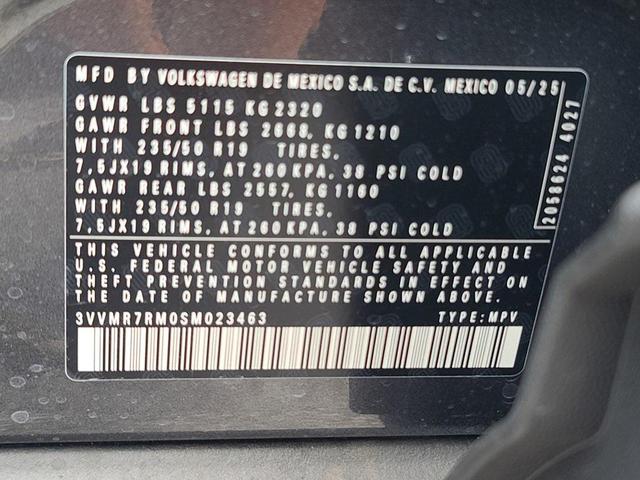 MFD BY VOLKSWAGEN DE MEXICO S.A. DE C.V. MEXICO 05/25
GVWR LBS 5115 KG 2320
GAWR FRONT LBS 2668, KG 1210
WITH 235/50 R19 TIRES,
7,5JX19 RIMS, AT 260 KPA, 38 PSI COLD
GAWR REAR LBS 2557, KG 1160
WITH 235/50 R19 TIRES,
7,5JX19 RIMS, AT 260 KPA, 38 PSI COLD
2058624 4027
THIS VEHICLE CONFORMS TO ALL APPLICABLE
U.S. FEDERAL MOTOR VEHICLE SAFETY AND
THEFT PREVENTION STANDARDS IN EFFECT ON
THE DATE OF MANUFACTURE SHOWN ABOVE.
3VVMR7RM0SM023463 TYPE: MPV